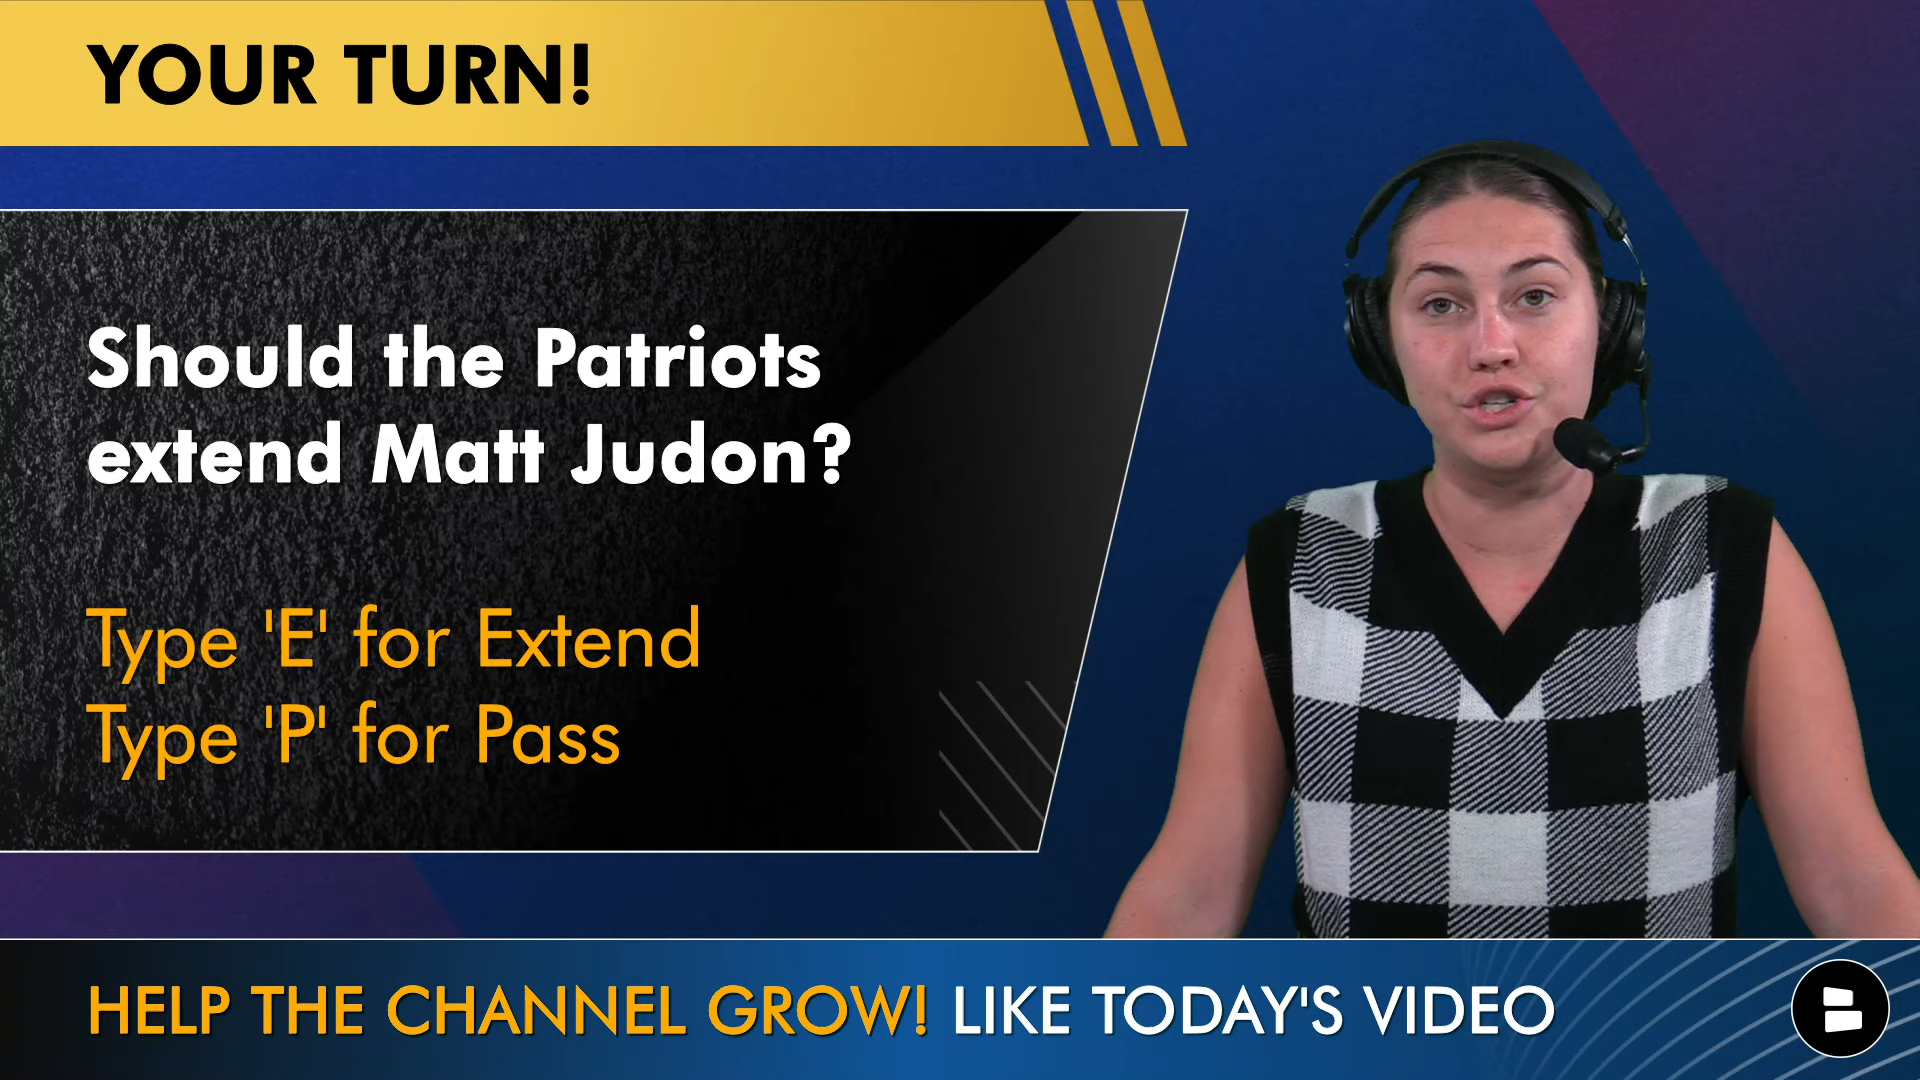 YOUR TURN!
Should the Patriots
extend Matt Judon?
Type 'E' for Extend
Type 'P' for Pass
HELP THE CHANNEL GROW! LIKE TODAY'S VIDEO